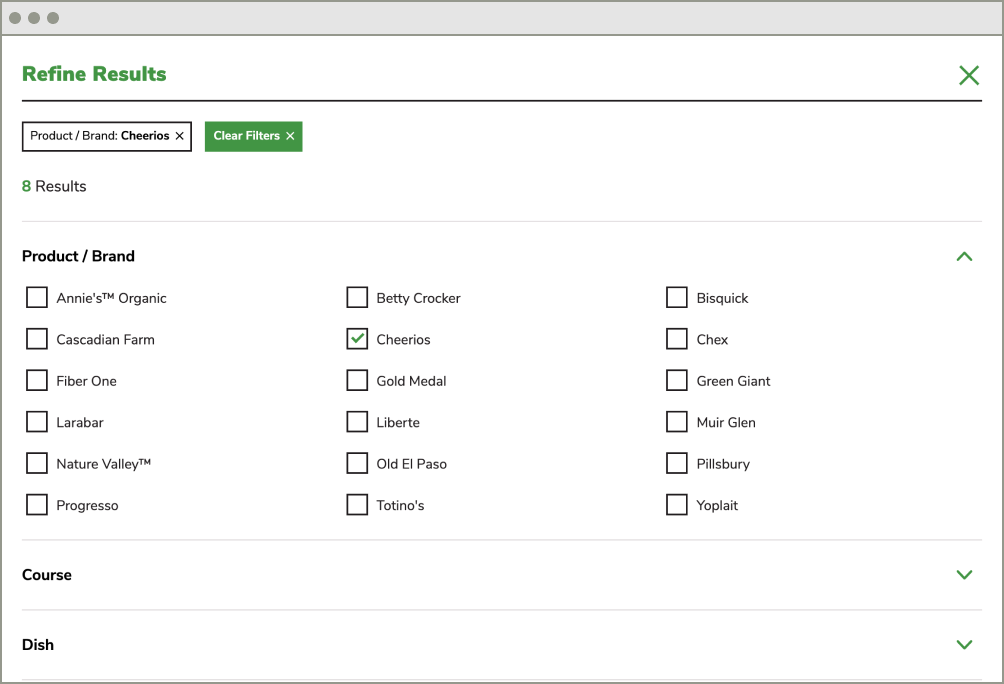 Refine Results
Product / Brand: Cheerios ×
Clear Filters ×
8 Results
Product / Brand
Annie's™ Organic
Betty Crocker
Bisquick
Cascadian Farm
Cheerios
Chex
Fiber One
Gold Medal
Green Giant
Larabar
Liberte
Muir Glen
Nature Valley™
Old El Paso
Pillsbury
Progresso
Totino's
Yoplait
Course
Dish